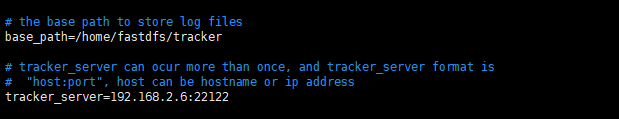 # the base path to store log files
base_path=/home/fastdfs/tracker
# tracker_server can ocur more than once, and tracker_server format is
#  "host:port", host can be hostname or ip address
tracker_server=192.168.2.6:22122